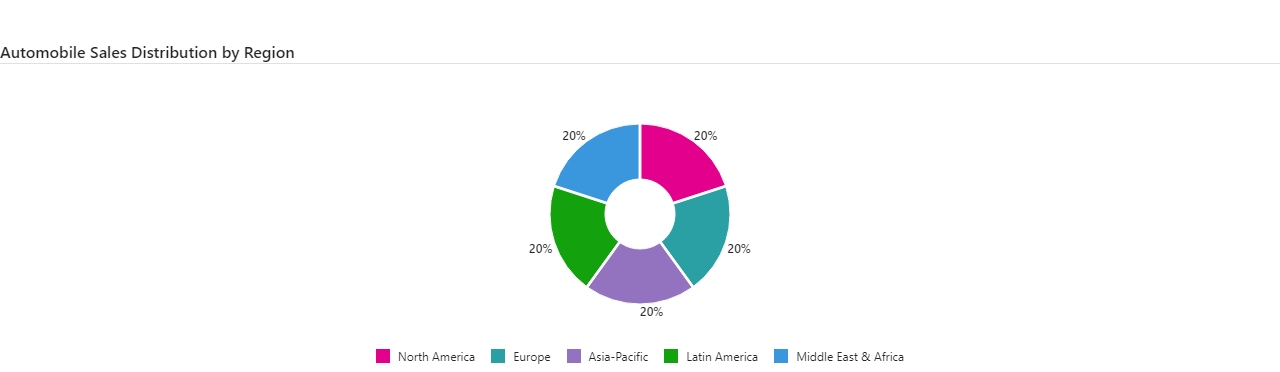 Automobile Sales Distribution by Region
20% 20%
20% 20%
20%
North America Europe Asia-Pacific Latin America Middle East & Africa